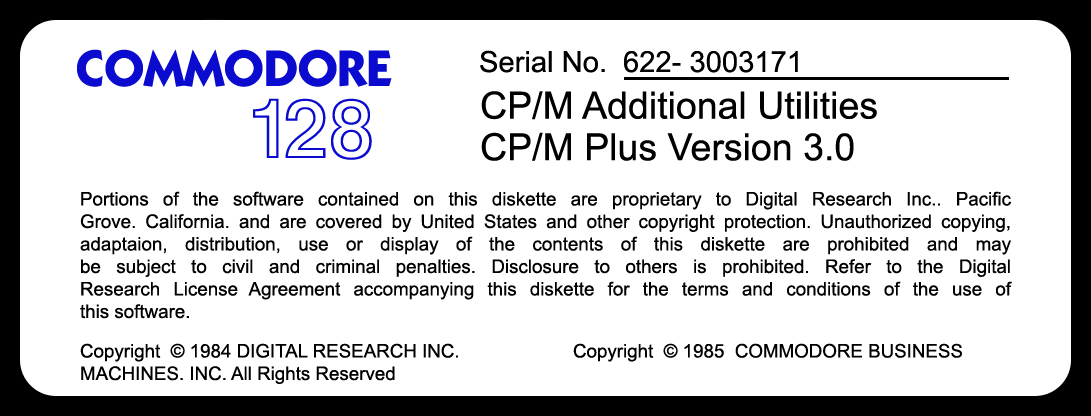 COMMODORE
128
Serial No. 622- 3003171
CP/M Additional Utilities
CP/M Plus Version 3.0
Portions of the software contained on this diskette are proprietary to Digital Research Inc.. Pacific
Grove. California. and are covered by United States and other copyright protection. Unauthorized copying,
adaptaion, distribution, use or display of the contents of this diskette are prohibited and may
be subject to civil and criminal penalties. Disclosure to others is prohibited. Refer to the Digital
Research License Agreement accompanying this diskette for the terms and conditions of the use of
this software.
Copyright © 1984 DIGITAL RESEARCH INC. Copyright © 1985 COMMODORE BUSINESS
MACHINES. INC. All Rights Reserved